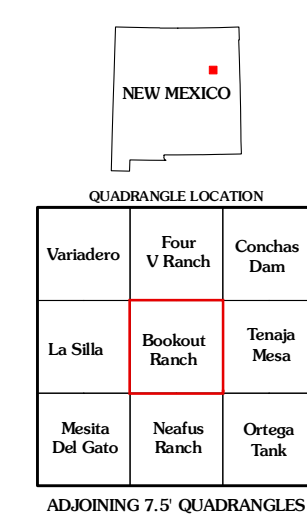 NEW MEXICO
QUADRANGLE LOCATION
Variadero
Four
V Ranch
Conchas
Dam
La Silla
Bookout
Ranch
Tenaja
Mesa
Mesita
Del Gato
Neafus
Ranch
Ortega
Tank
ADJOINING 7.5' QUADRANGLES